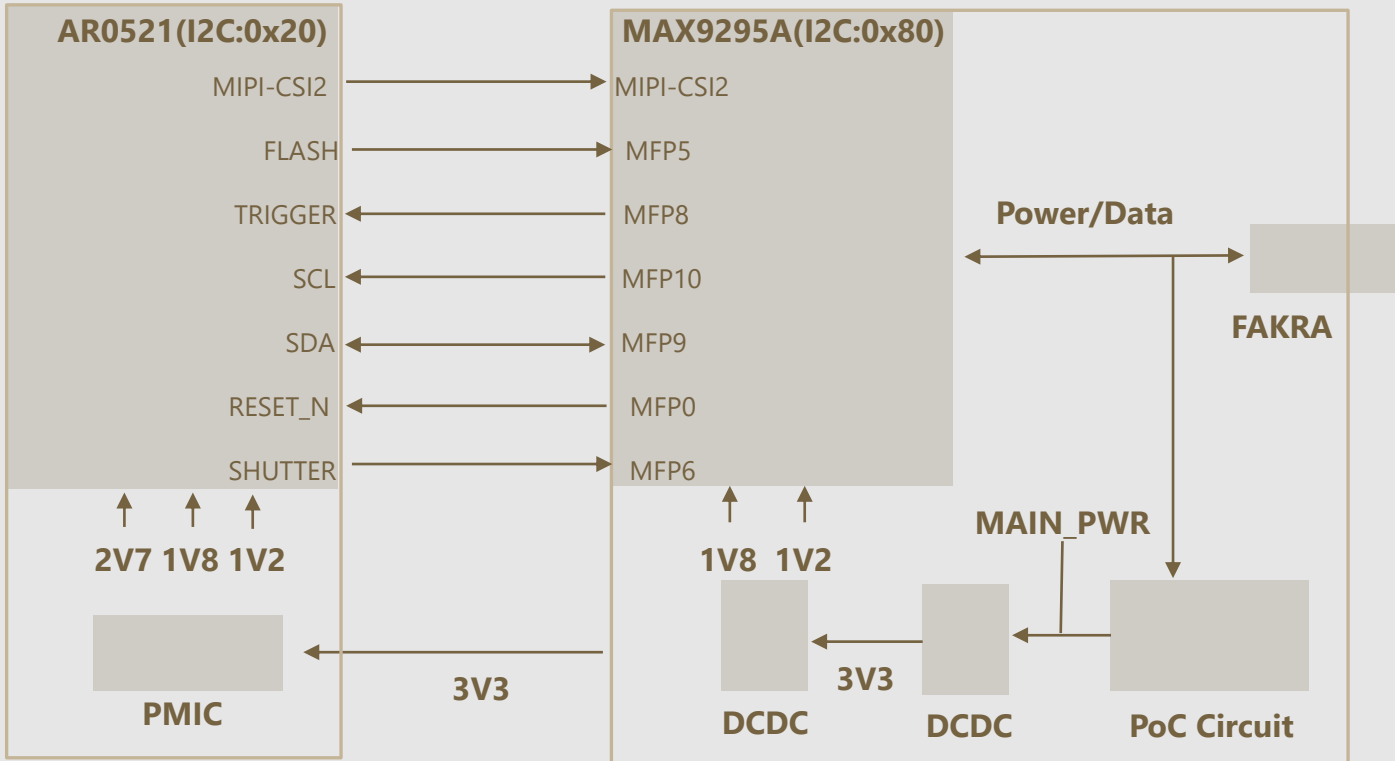 AR0521(I2C:0x20)
MAX9295A(I2C:0x80)
MIPI-CSI2
MIPI-CSI2
FLASH
MFP5
TRIGGER
MFP8
Power/Data
SCL
MFP10
FAKRA
SDA
MFP9
RESET_N
MFP0
SHUTTER
MFP6
MAIN_PWR
2V7 1V8 1V2
1V8 1V2
3V3
3V3
PMIC
DCDC
DCDC
PoC Circuit